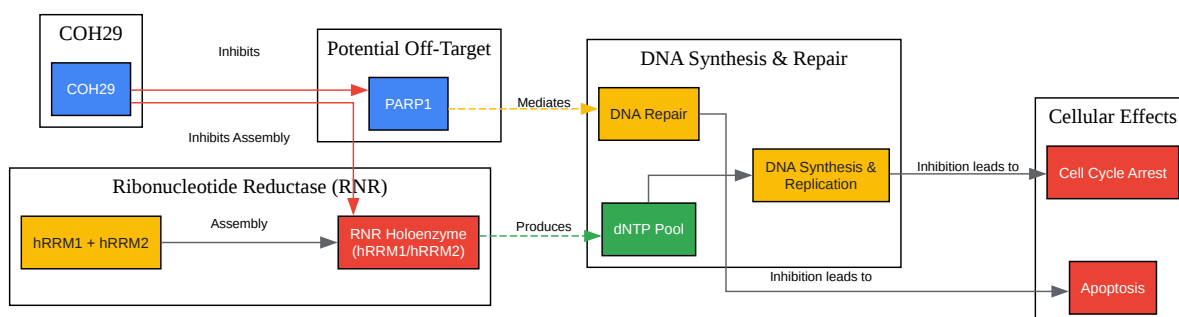 COH29
COH29
Inhibits
Inhibits Assembly
Potential Off-Target
PARP1
Mediates
DNA Synthesis & Repair
DNA Repair
DNA Synthesis &
Replication
dNTP Pool
Inhibition leads to
Inhibition leads to
Cellular Effects
Cell Cycle Arrest
Apoptosis
Ribonucleotide Reductase (RNR)
hRRM1 + hRRM2
Assembly
RNR Holoenzyme
(hRRM1/hRRM2)
Produces